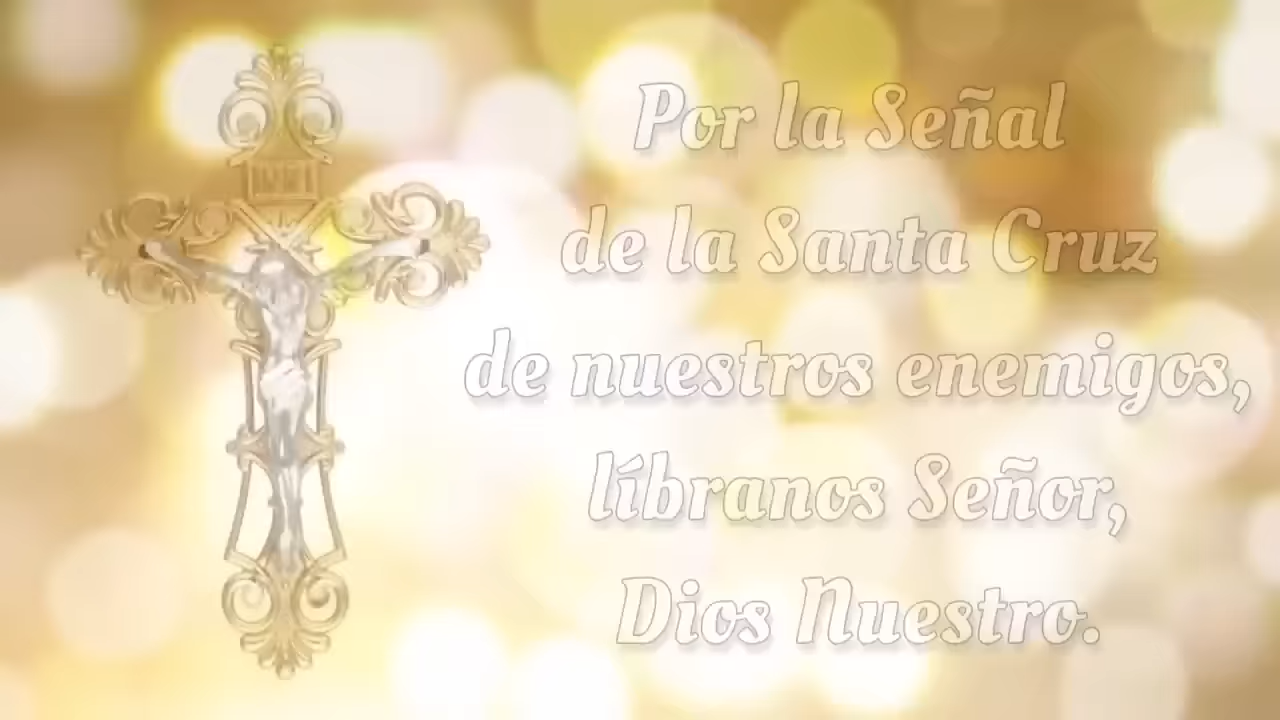 Por la Señal
de la Santa Cruz
de nuestros enemigos,
líbranos Señor,
Dios Nuestro.